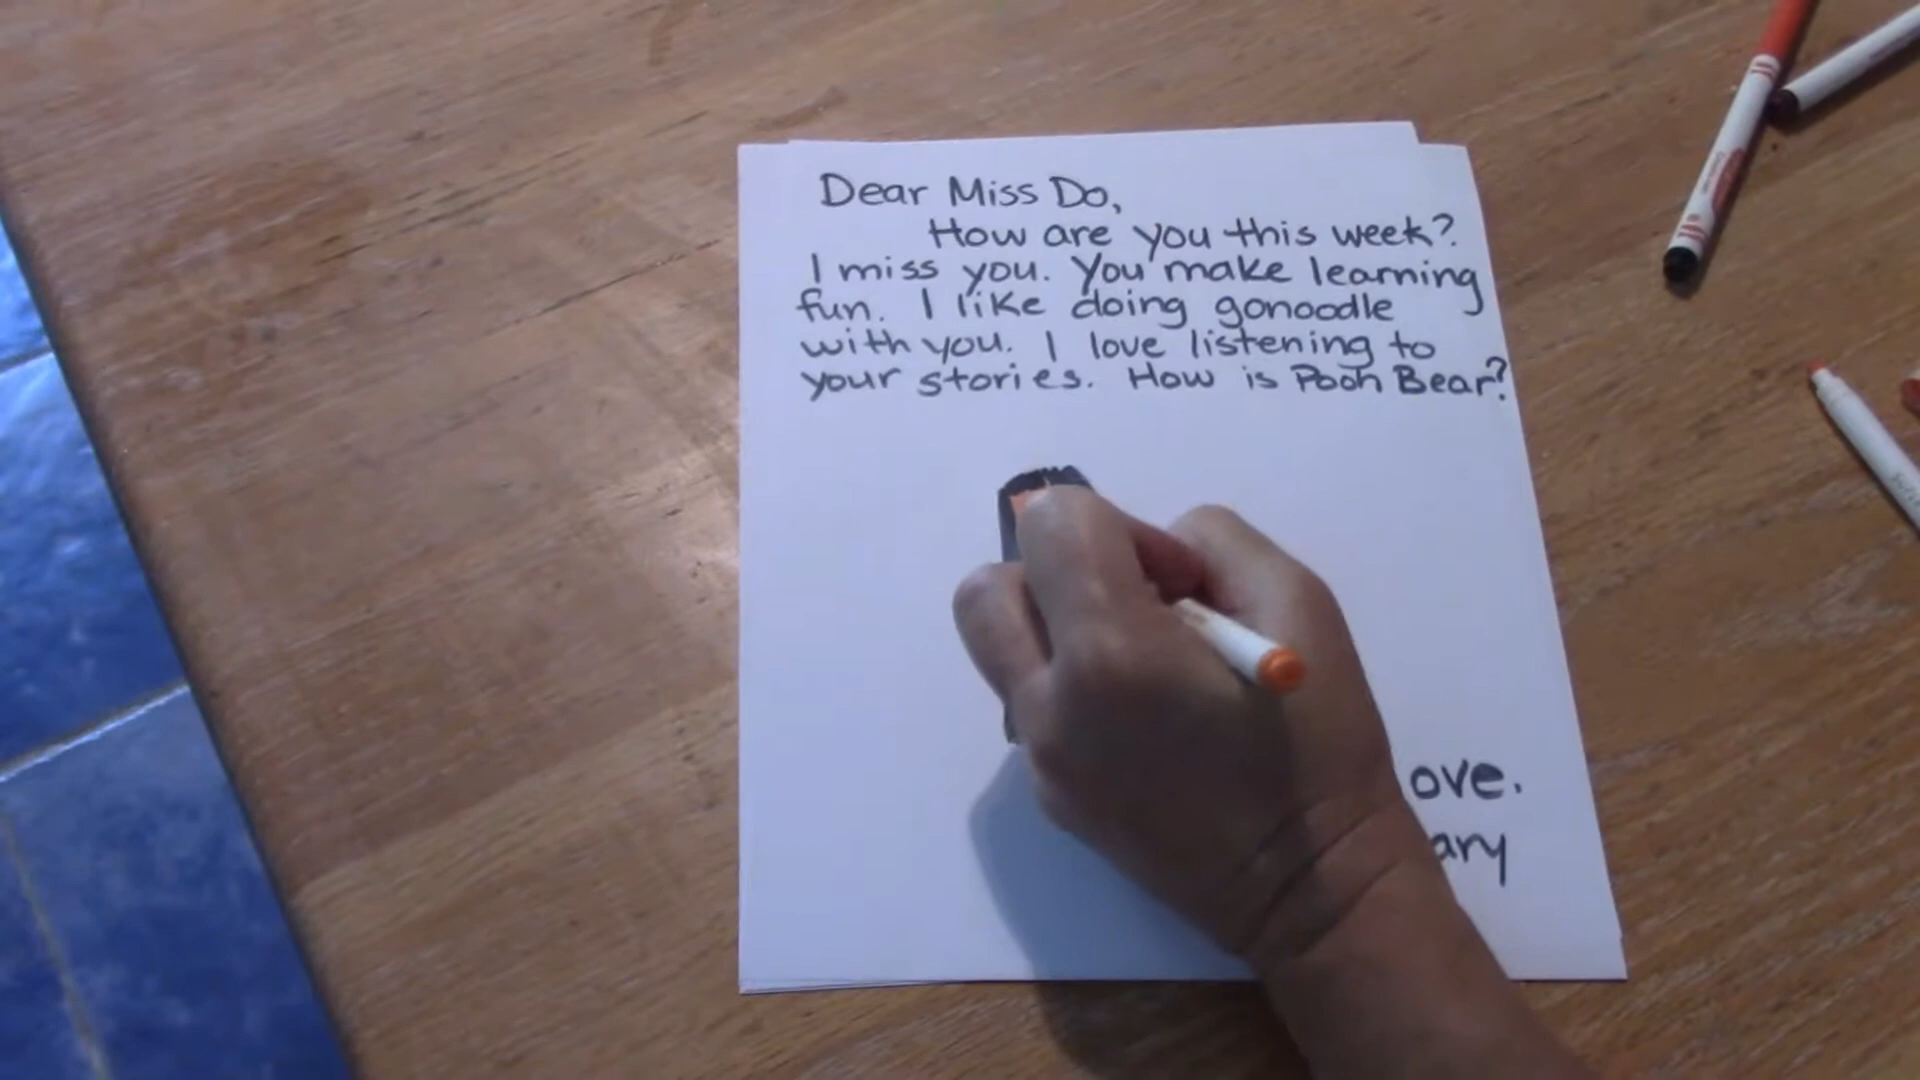 Dear Miss Do,
How are you this week?
I miss you. You make learning
fun. I like doing gonoodle
with you. I love listening to
your stories. How is Pooh Bear?
ove.
ary